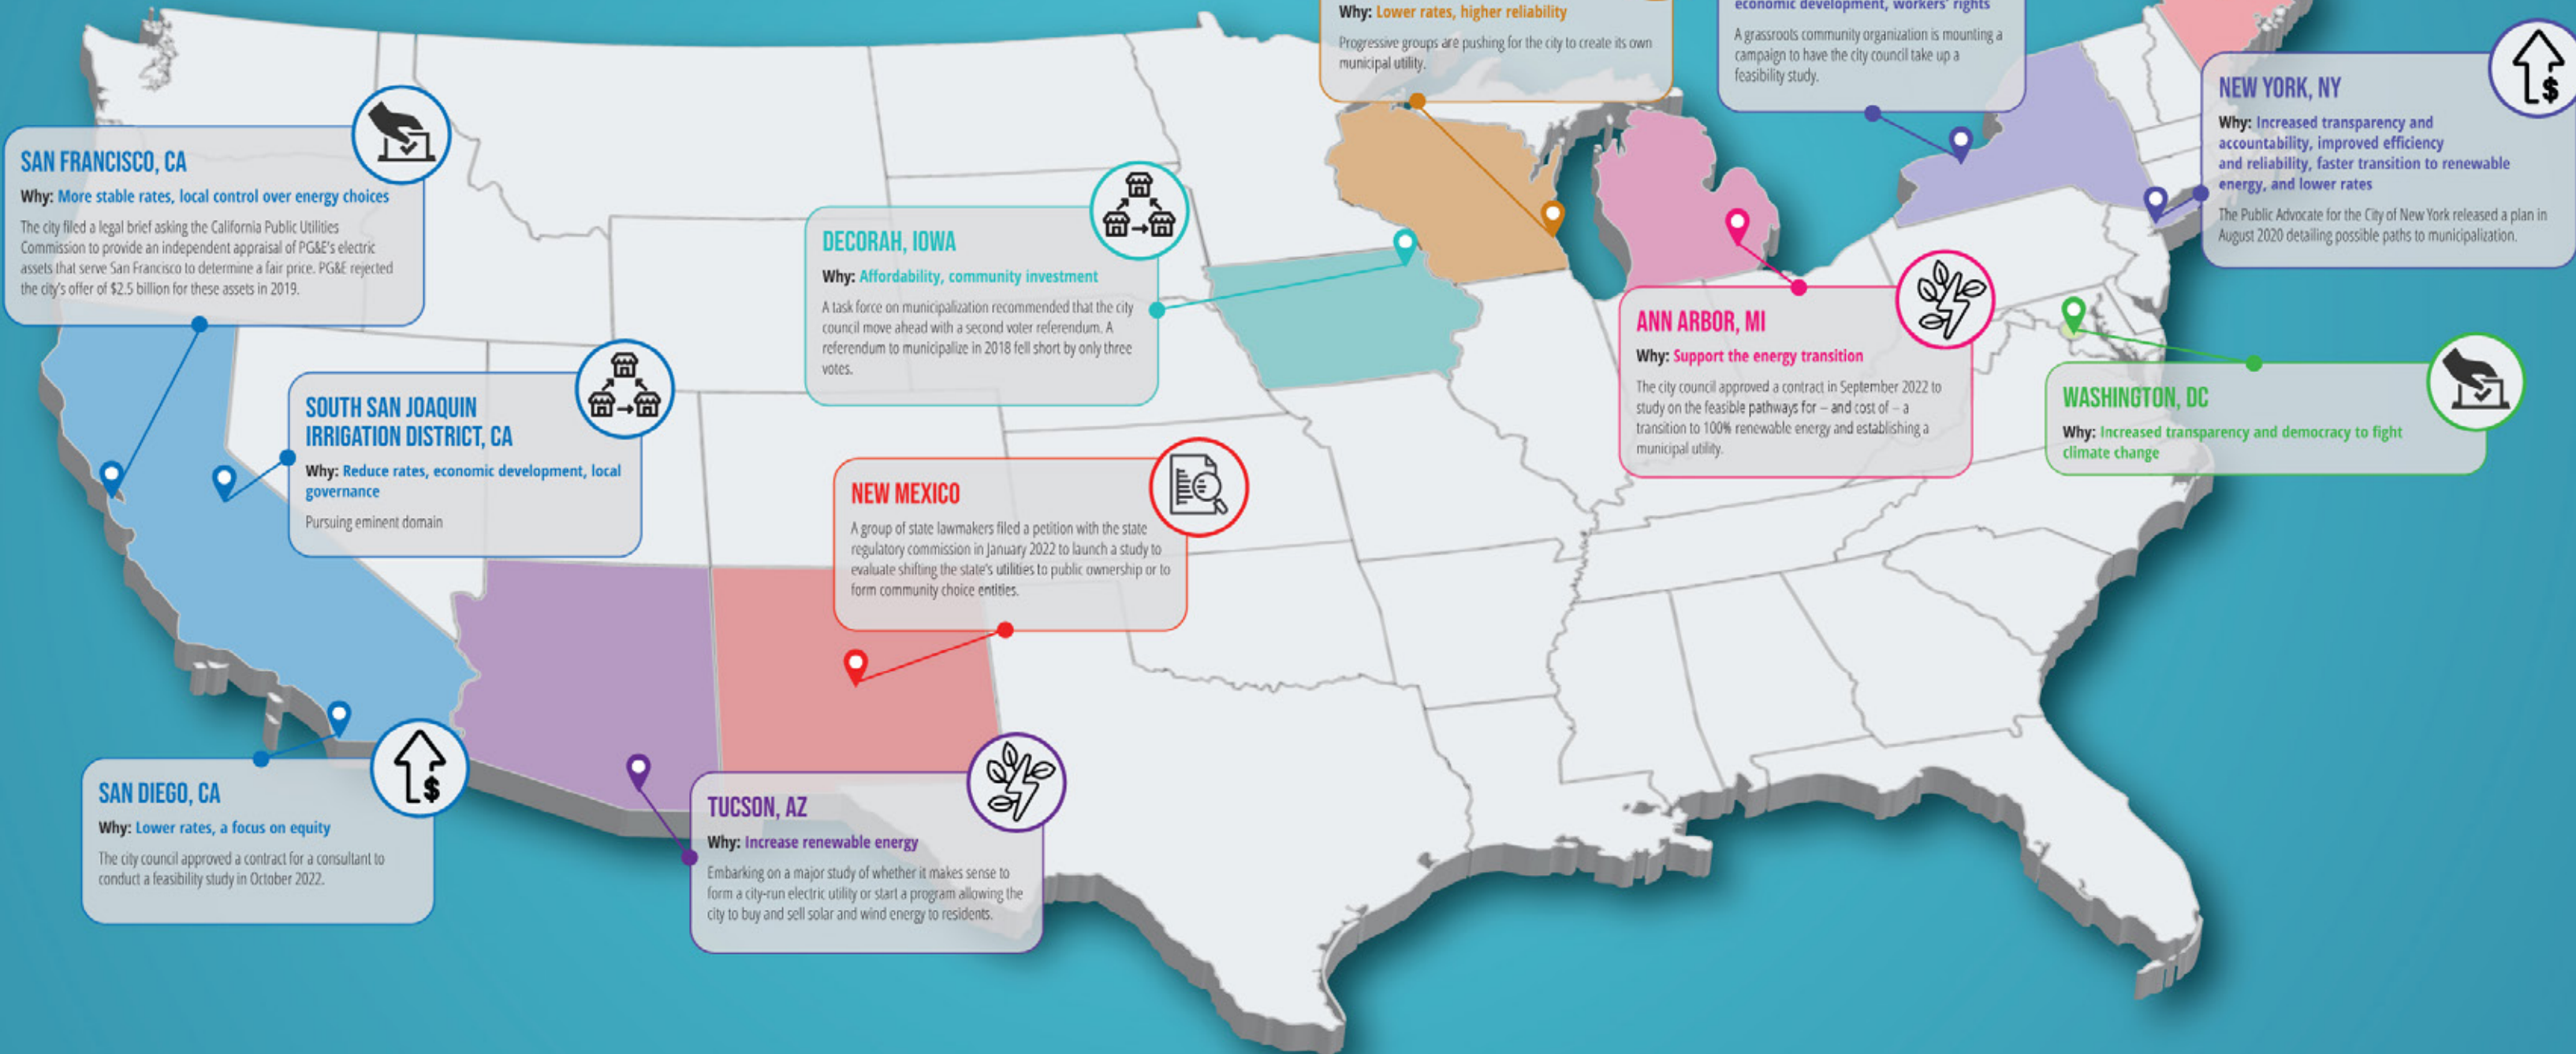 Why: Lower rates, higher reliability
Progressive groups are pushing for the city to create its own
municipal utility.
economic development, workers' rights
A grassroots community organization is mounting a
campaign to have the city council take up a
feasibility study.
NEW YORK, NY
Why: Increased transparency and
accountability, improved efficiency
and reliability, faster transition to renewable
energy, and lower rates
The Public Advocate for the City of New York released a plan in
August 2020 detailing possible paths to municipalization.
SAN FRANCISCO, CA
Why: More stable rates, local control over energy choices
The city filed a legal brief asking the California Public Utilities
Commission to provide an independent appraisal of PG&E's electric
assets that serve San Francisco to determine a fair price. PG&E rejected
the city's offer of $2.5 billion for these assets in 2019.
DECORAH, IOWA
Why: Affordability, community investment
A task force on municipalization recommended that the city
council move ahead with a second voter referendum. A
referendum to municipalize in 2018 fell short by only three
votes.
ANN ARBOR, MI
Why: Support the energy transition
The city council approved a contract in September 2022 to
study on the feasible pathways for – and cost of – a
transition to 100% renewable energy and establishing a
municipal utility.
WASHINGTON, DC
Why: Increased transparency and democracy to fight
climate change
SOUTH SAN JOAQUIN
IRRIGATION DISTRICT, CA
Why: Reduce rates, economic development, local
governance
Pursuing eminent domain
NEW MEXICO
A group of state lawmakers filed a petition with the state
regulatory commission in January 2022 to launch a study to
evaluate shifting the state's utilities to public ownership or to
form community choice entities.
SAN DIEGO, CA
Why: Lower rates, a focus on equity
The city council approved a contract for a consultant to
conduct a feasibility study in October 2022.
TUCSON, AZ
Why: Increase renewable energy
Embarking on a major study of whether it makes sense to
form a city-run electric utility or start a program allowing the
city to buy and sell solar and wind energy to residents.
$
$